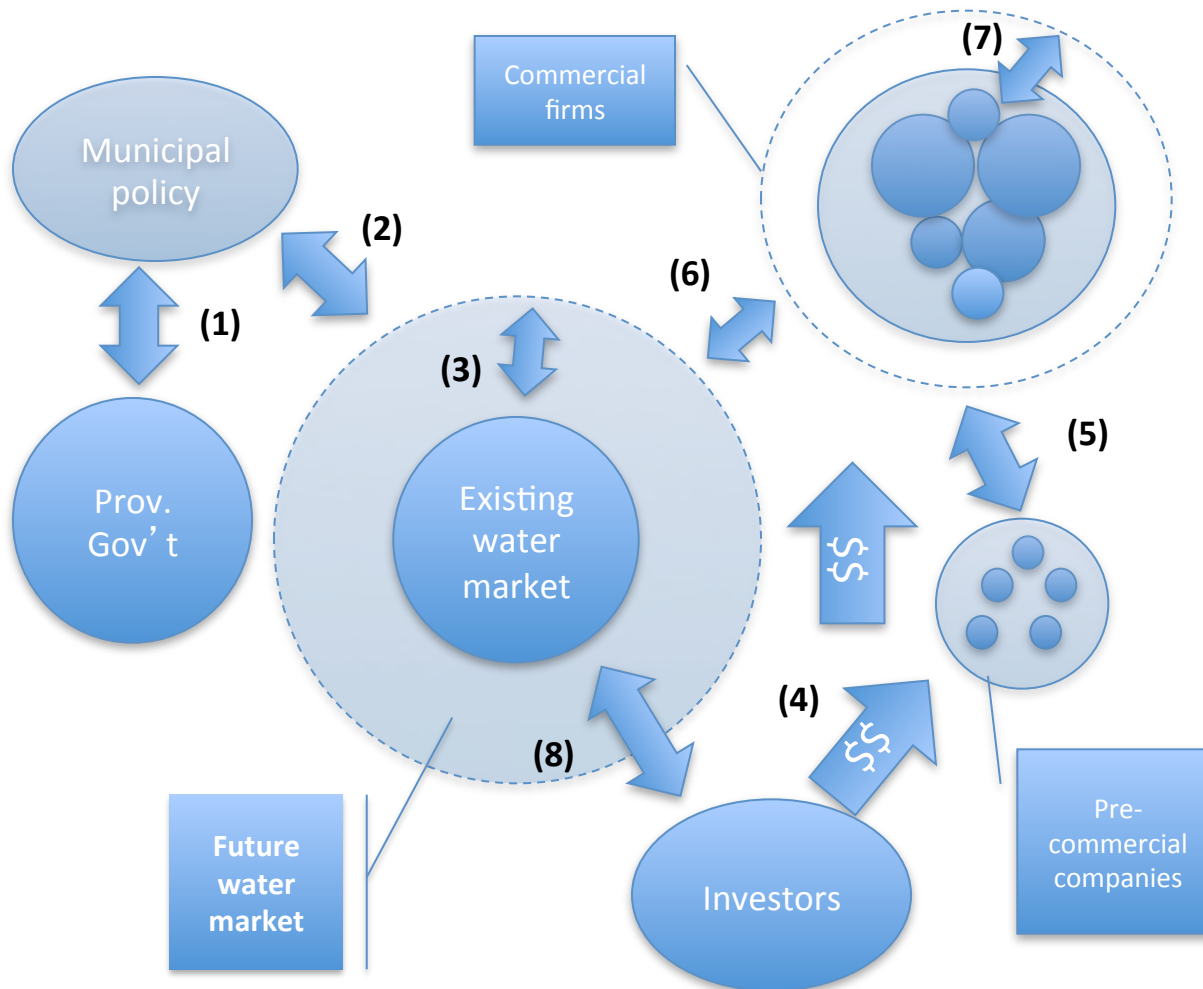 (7)
Commercial
firms
Municipal
policy
(2)
(6)
(1)
(3)
(5)
Prov.
Gov’ t
Existing
water
market
$$
(4)
$$
(8)
Future
water
market
Investors
Pre-
commercial
companies